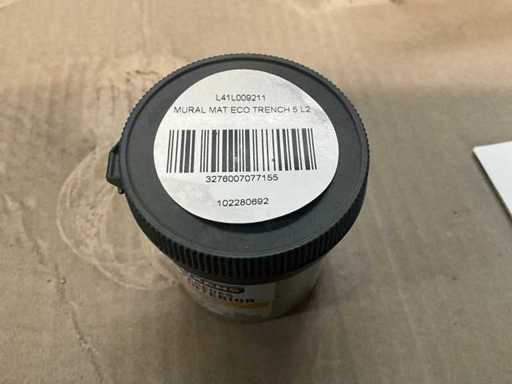 L41L009211
MURAL MAT ECO TRENCH 5 L2
3276007077155
102280692